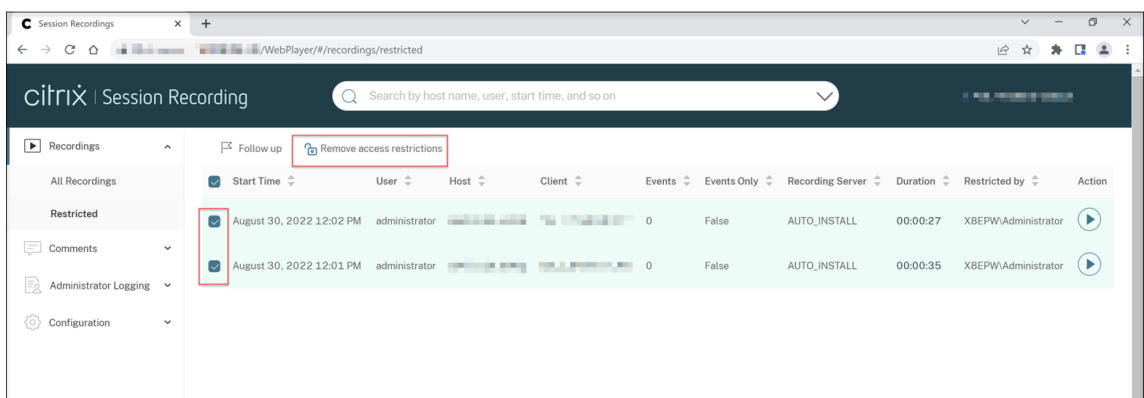 Session Recordings
/WebPlayer/#/recordings/restricted
citrix | Session Recording
Search by host name, user, start time, and so on
Recordings
Follow up Remove access restrictions
All Recordings
Start Time User Host Client Events Events Only Recording Server Duration Restricted by Action
Restricted
August 30, 2022 12:02 PM administrator 0 False AUTO_INSTALL 00:00:27 X8EPW\Administrator
Comments
August 30, 2022 12:01 PM administrator 0 False AUTO_INSTALL 00:00:35 X8EPW\Administrator
Administrator Logging
Configuration